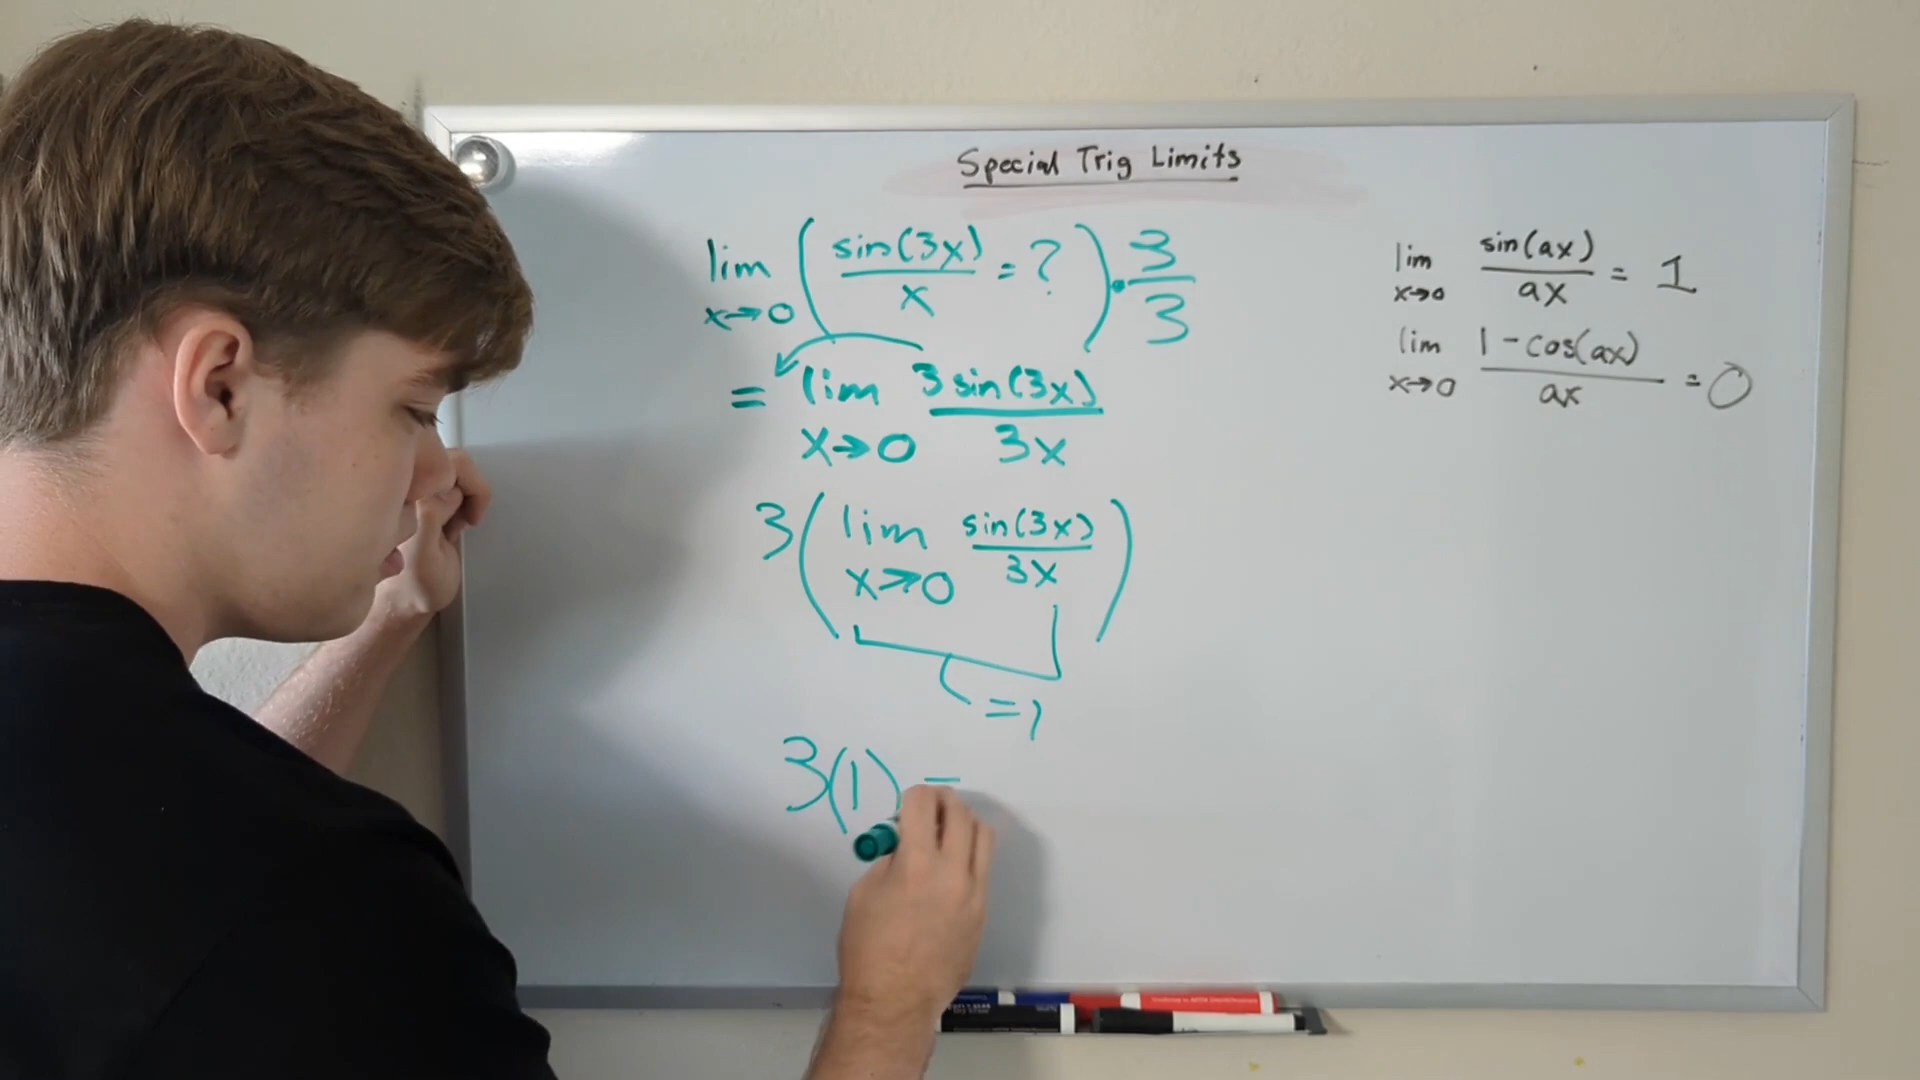 Special Trig Limits
lim x→0 ( sin(3x) / x = ? ) · 3/3
= lim x→0 3 sin(3x) / 3x
3 ( lim x→0 sin(3x) / 3x )
= 1
3(1) =
lim x→0 sin(ax) / ax = 1
lim x→0 1 - cos(ax) / ax = 0